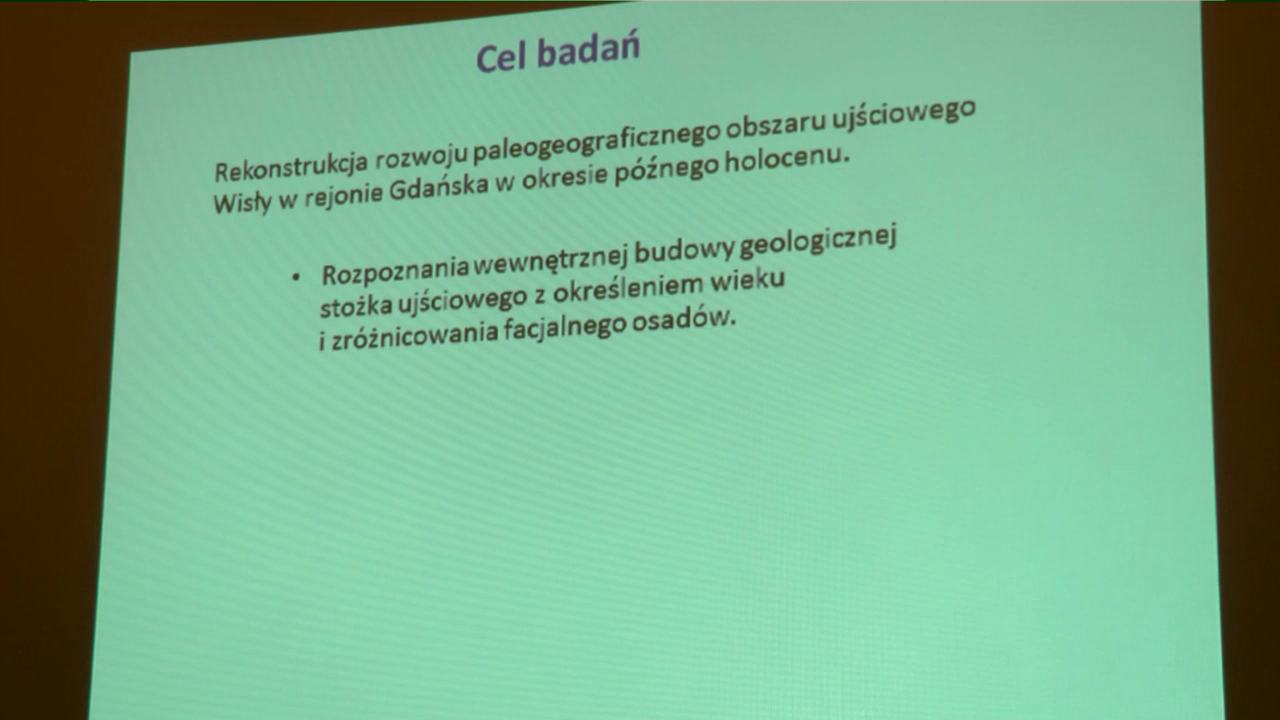 Cel badań
Rekonstrukcja rozwoju paleogeograficznego obszaru ujściowego
Wisły w rejonie Gdańska w okresie późnego holocenu.
• Rozpoznania wewnętrznej budowy geologicznej
stożka ujściowego z określeniem wieku
i zróżnicowania facjalnego osadów.